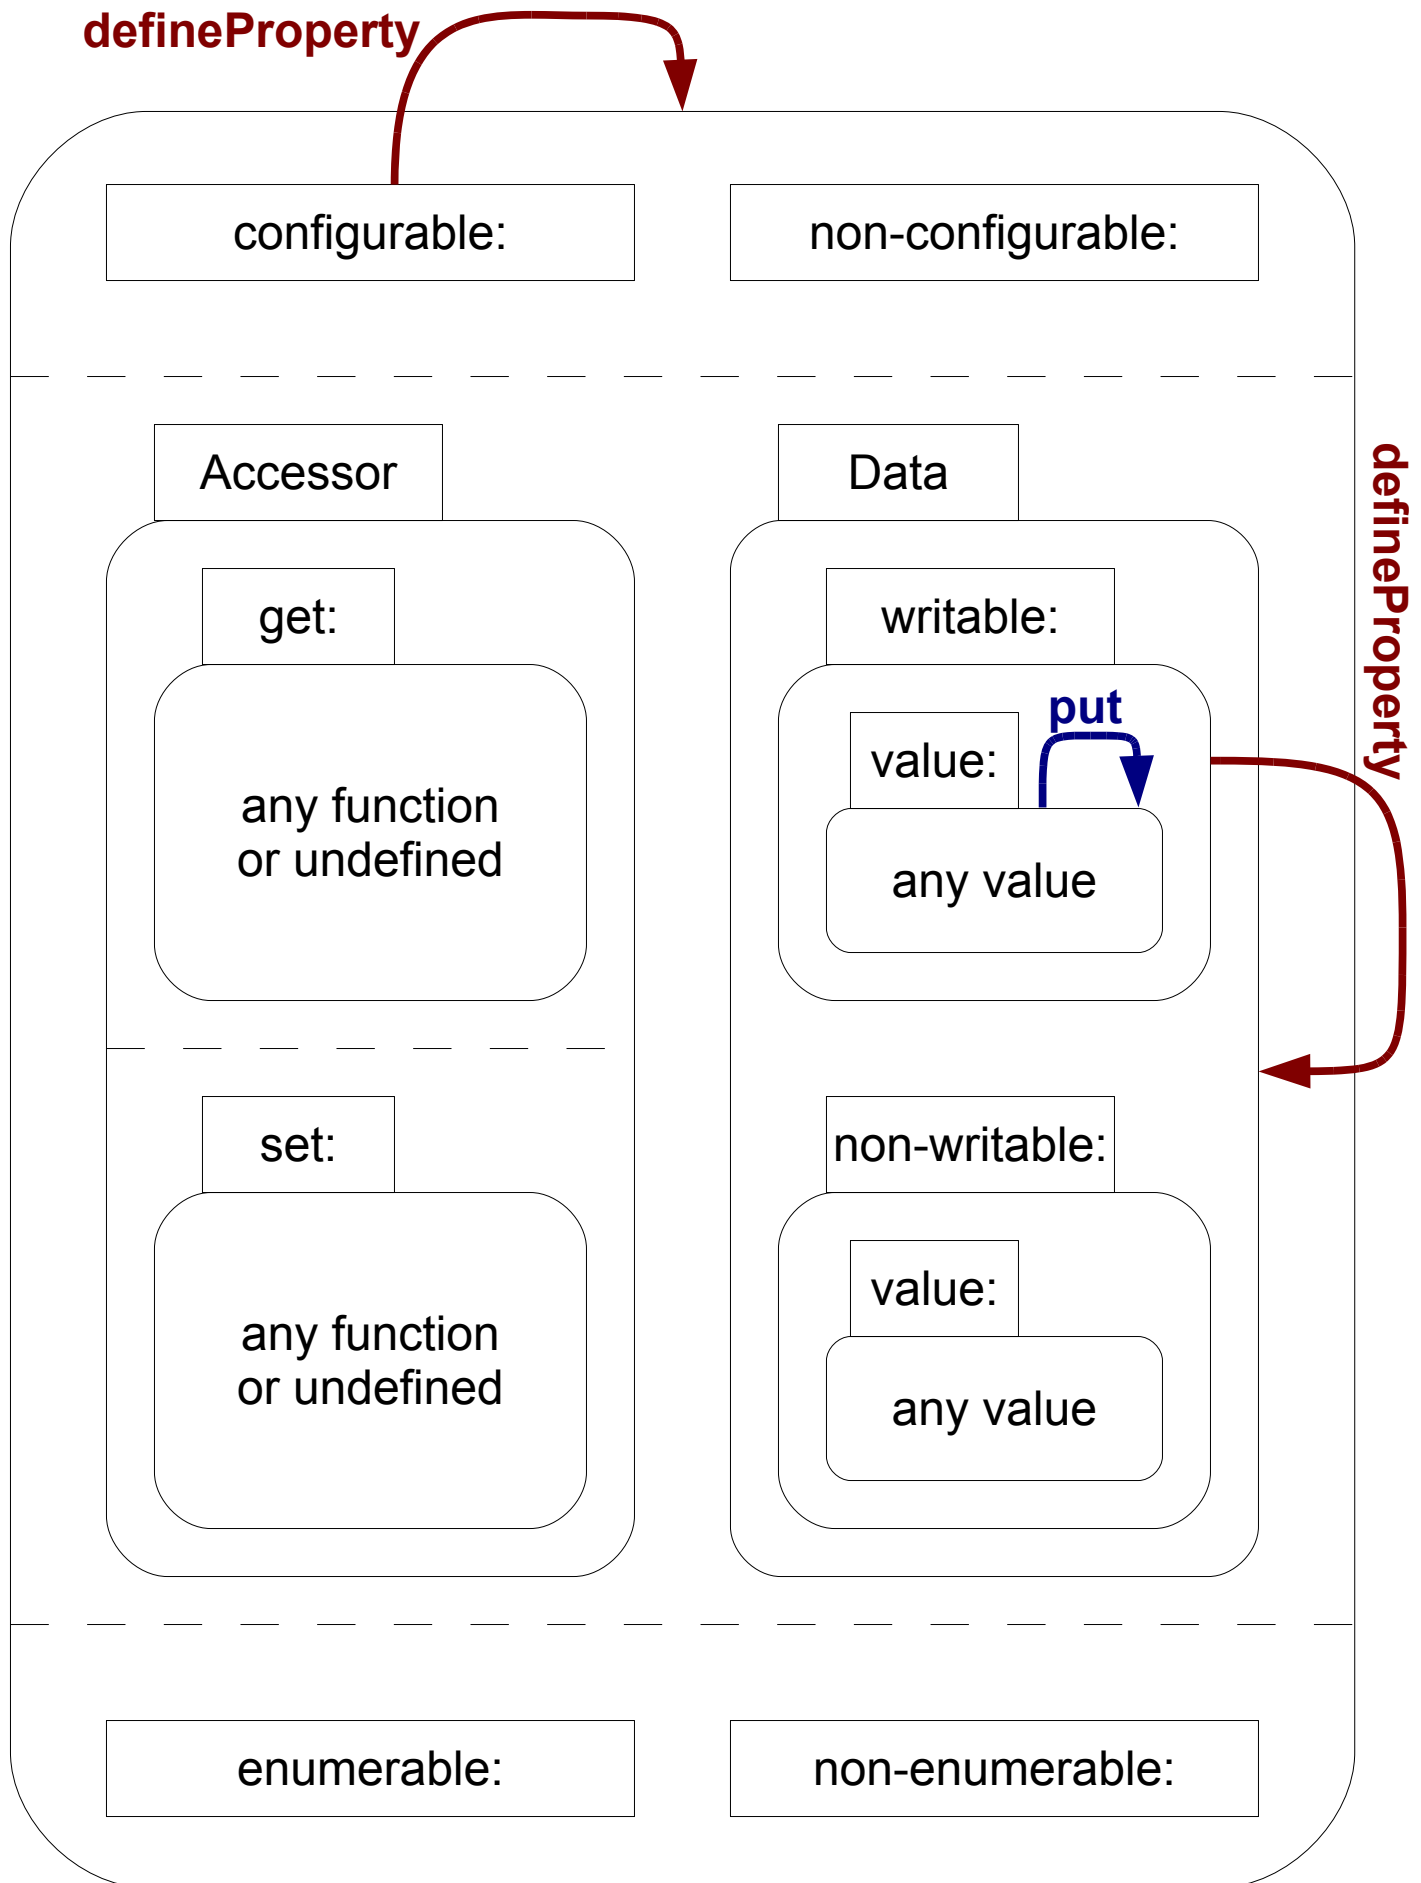 defineProperty
configurable:
non-configurable:
Accessor
Data
defineProperty
get:
writable:
put
value:
any function
or undefined
any value
set:
non-writable:
value:
any function
or undefined
any value
enumerable:
non-enumerable: